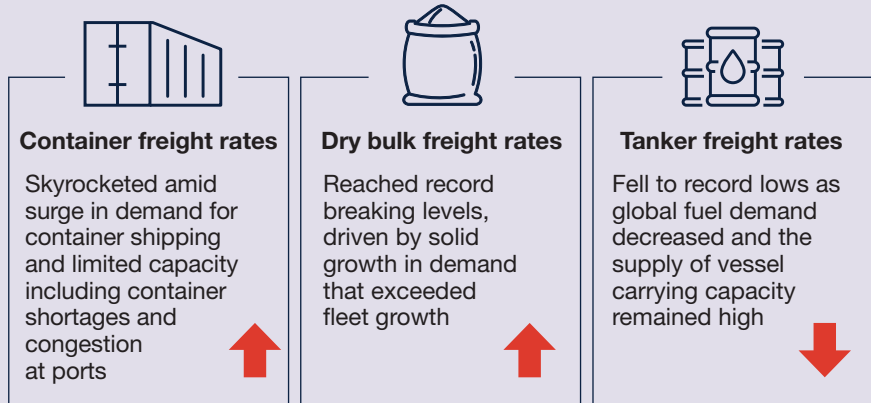 Container freight rates
Skyrocketed amid
surge in demand for
container shipping
and limited capacity
including container
shortages and
congestion
at ports
Dry bulk freight rates
Reached record
breaking levels,
driven by solid
growth in demand
that exceeded
fleet growth
Tanker freight rates
Fell to record lows as
global fuel demand
decreased and the
supply of vessel
carrying capacity
remained high